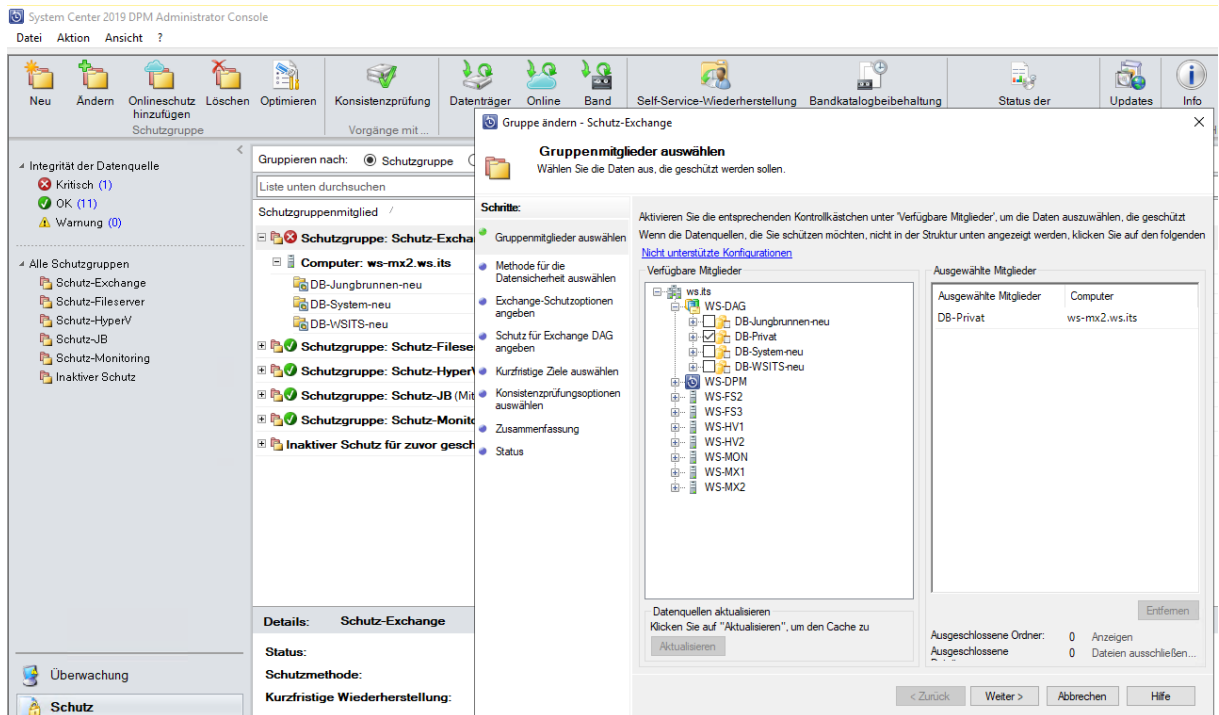 System Center 2019 DPM Administrator Console
Datei Aktion Ansicht ?
Neu Ändern Onlineschutz hinzufügen Löschen Optimieren Konsistenzprüfung Datenträger Online Band Self-Service-Wiederherstellung Bandkatalogbeibehaltung Status der Updates Info
Schutzgruppe Vorgänge mit ...
Integrität der Datenquelle
Kritisch (1)
OK (11)
Warnung (0)
Alle Schutzgruppen
Schutz-Exchange
Schutz-Fileserver
Schutz-HyperV
Schutz-JB
Schutz-Monitoring
Inaktiver Schutz
Überwachung
Schutz
Gruppieren nach: Schutzgruppe
Liste unten durchsuchen
Schutzgruppenmitglied
Schutzgruppe: Schutz-Excha
Computer: ws-mx2.ws.its
DB-Jungbrunnen-neu
DB-System-neu
DB-WSITS-neu
Schutzgruppe: Schutz-Filese
Schutzgruppe: Schutz-HyperV
Schutzgruppe: Schutz-JB (Mit
Schutzgruppe: Schutz-Monito
Inaktiver Schutz für zuvor gesch
Details: Schutz-Exchange
Status:
Schutzmethode:
Kurzfristige Wiederherstellung:
Gruppe ändern - Schutz-Exchange
Gruppenmitglieder auswählen
Wählen Sie die Daten aus, die geschützt werden sollen.
Schritte:
Gruppenmitglieder auswählen
Methode für die
Datensicherheit auswählen
Exchange-Schutzoptionen
angeben
Schutz für Exchange DAG
angeben
Kurzfristige Ziele auswählen
Konsistenzprüfungsoptionen
auswählen
Zusammenfassung
Status
Aktivieren Sie die entsprechenden Kontrollkästchen unter 'Verfügbare Mitglieder', um die Daten auszuwählen, die geschützt
Wenn die Datenquellen, die Sie schützen möchten, nicht in der Struktur unten angezeigt werden, klicken Sie auf den folgenden
Nicht unterstützte Konfigurationen
Verfügbare Mitglieder
ws.its
WS-DAG
DB-Jungbrunnen-neu
DB-Privat
DB-System-neu
DB-WSITS-neu
WS-DPM
WS-FS2
WS-FS3
WS-HV1
WS-HV2
WS-MON
WS-MX1
WS-MX2
Datenquellen aktualisieren
Klicken Sie auf "Aktualisieren", um den Cache zu
Aktualisieren
Ausgewählte Mitglieder
Ausgewählte Mitglieder Computer
DB-Privat ws-mx2.ws.its
Entfernen
Ausgeschlossene Ordner: 0 Anzeigen
Ausgeschlossene 0 Dateien ausschließen...
< Zurück Weiter > Abbrechen Hilfe